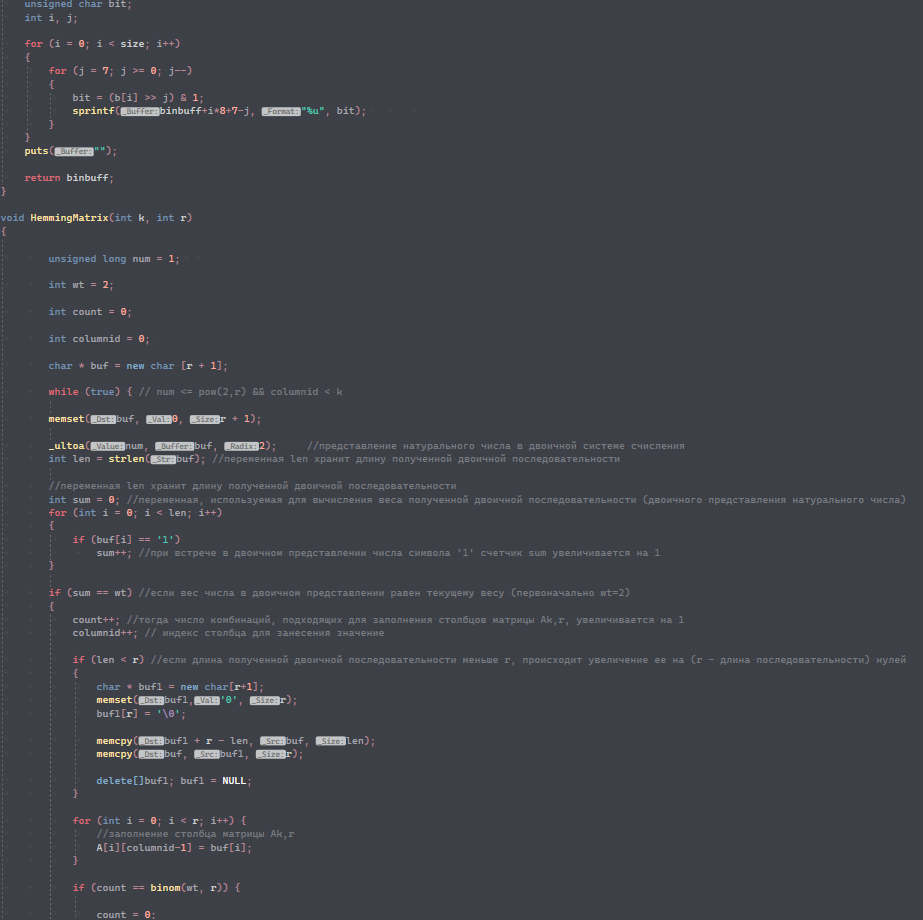 unsigned char bit;
int i, j;
for (i = 0; i < size; i++)
{
for (j = 7; j >= 0; j--)
{
bit = (b[i] >> j) & 1;
sprintf(_Buffer:binbuff+i*8+7-j, _Format:"%u", bit);
}
}
puts(_Buffer:"");
return binbuff;
}
void HemmingMatrix(int k, int r)
{
unsigned long num = 1;
int wt = 2;
int count = 0;
int columnid = 0;
char * buf = new char [r + 1];
while (true) { // num <= pow(2,r) && columnid < k
memset(_Dst:buf, _Val:0, _Size:r + 1);
_ultoa(_Value:num, _Buffer:buf, _Radix:2); //представление натурального числа в двоичной системе счисления
int len = strlen(_Str:buf); //переменная len хранит длину полученной двоичной последовательности
//переменная len хранит длину полученной двоичной последовательности
int sum = 0; //переменная, используемая для вычисления веса полученной двоичной последовательности (двоичного представления натурального числа)
for (int i = 0; i < len; i++)
{
if (buf[i] == '1')
sum++; //при встрече в двоичном представлении числа символа '1' счетчик sum увеличивается на 1
}
if (sum == wt) //если вес числа в двоичном представлении равен текущему весу (первоначально wt=2)
{
count++; //тогда число комбинаций, подходящих для заполнения столбцов матрицы Ak,r, увеличивается на 1
columnid++; // индекс столбца для занесения значение
if (len < r) //если длина полученной двоичной последовательности меньше r, происходит увеличение ее на (r - длина последовательности) нулей
{
char * buf1 = new char[r+1];
memset(_Dst:buf1,_Val:'0', _Size:r);
buf1[r] = '\0';
memcpy(_Dst:buf1 + r - len, _Src:buf, _Size:len);
memcpy(_Dst:buf, _Src:buf1, _Size:r);
delete[]buf1; buf1 = NULL;
}
for (int i = 0; i < r; i++) {
//заполнение столбца матрицы Ak,r
A[i][columnid-1] = buf[i];
}
if (count == binom(wt, r)) {
count = 0;